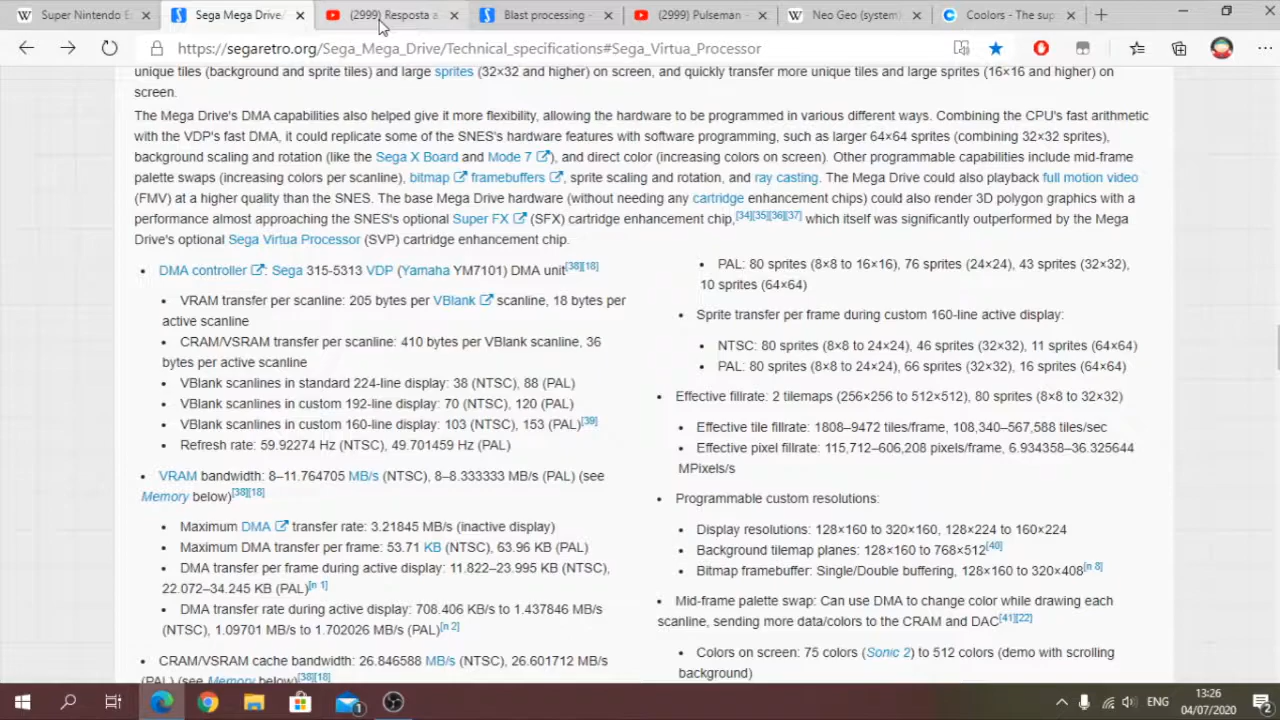 Super Nintendo E
Sega Mega Drive/
(2999) Resposta a
Blast processing -
(2999) Pulseman -
Neo Geo (system)
Coolors - The sup
https://segaretro.org/Sega_Mega_Drive/Technical_specifications#Sega_Virtua_Processor
unique tiles (background and sprite tiles) and large sprites (32×32 and higher) on screen, and quickly transfer more unique tiles and large sprites (16×16 and higher) on
screen.
The Mega Drive's DMA capabilities also helped give it more flexibility, allowing the hardware to be programmed in various different ways. Combining the CPU's fast arithmetic
with the VDP's fast DMA, it could replicate some of the SNES's hardware features with software programming, such as larger 64×64 sprites (combining 32×32 sprites),
background scaling and rotation (like the Sega X Board and Mode 7), and direct color (increasing colors on screen). Other programmable capabilities include mid-frame
palette swaps (increasing colors per scanline), bitmap framebuffers, sprite scaling and rotation, and ray casting. The Mega Drive could also playback full motion video
(FMV) at a higher quality than the SNES. The base Mega Drive hardware (without needing any cartridge enhancement chips) could also render 3D polygon graphics with a
performance almost approaching the SNES's optional Super FX (SFX) cartridge enhancement chip,[34][35][36][37] which itself was significantly outperformed by the Mega
Drive's optional Sega Virtua Processor (SVP) cartridge enhancement chip.
• DMA controller: Sega 315-5313 VDP (Yamaha YM7101) DMA unit[38][18]
• VRAM transfer per scanline: 205 bytes per VBlank scanline, 18 bytes per
active scanline
• CRAM/VSRAM transfer per scanline: 410 bytes per VBlank scanline, 36
bytes per active scanline
• VBlank scanlines in standard 224-line display: 38 (NTSC), 88 (PAL)
• VBlank scanlines in custom 192-line display: 70 (NTSC), 120 (PAL)
• VBlank scanlines in custom 160-line display: 103 (NTSC), 153 (PAL)[39]
• Refresh rate: 59.92274 Hz (NTSC), 49.701459 Hz (PAL)
• VRAM bandwidth: 8–11.764705 MB/s (NTSC), 8–8.333333 MB/s (PAL) (see
Memory below)[38][18]
• Maximum DMA transfer rate: 3.21845 MB/s (inactive display)
• Maximum DMA transfer per frame: 53.71 KB (NTSC), 63.96 KB (PAL)
• DMA transfer per frame during active display: 11.822–23.995 KB (NTSC),
22.072–34.245 KB (PAL)[n 1]
• DMA transfer rate during active display: 708.406 KB/s to 1.437846 MB/s
(NTSC), 1.09701 MB/s to 1.702026 MB/s (PAL)[n 2]
• CRAM/VSRAM cache bandwidth: 26.846588 MB/s (NTSC), 26.601712 MB/s
(PAL) (see Memory below)[38][18]
• PAL: 80 sprites (8×8 to 16×16), 76 sprites (24×24), 43 sprites (32×32),
10 sprites (64×64)
• Sprite transfer per frame during custom 160-line active display:
• NTSC: 80 sprites (8×8 to 24×24), 46 sprites (32×32), 11 sprites (64×64)
• PAL: 80 sprites (8×8 to 24×24), 66 sprites (32×32), 16 sprites (64×64)
• Effective fillrate: 2 tilemaps (256×256 to 512×512), 80 sprites (8×8 to 32×32)
• Effective tile fillrate: 1808–9472 tiles/frame, 108,340–567,588 tiles/sec
• Effective pixel fillrate: 115,712–606,208 pixels/frame, 6.934358–36.325644
MPixels/s
• Programmable custom resolutions:
• Display resolutions: 128×160 to 320×160, 128×224 to 160×224
• Background tilemap planes: 128×160 to 768×512[40]
• Bitmap framebuffer: Single/Double buffering, 128×160 to 320×408[n 8]
• Mid-frame palette swap: Can use DMA to change color while drawing each
scanline, sending more data/colors to the CRAM and DAC[41][22]
• Colors on screen: 75 colors (Sonic 2) to 512 colors (demo with scrolling
background)
1
ENG
13:26
04/07/2020
2